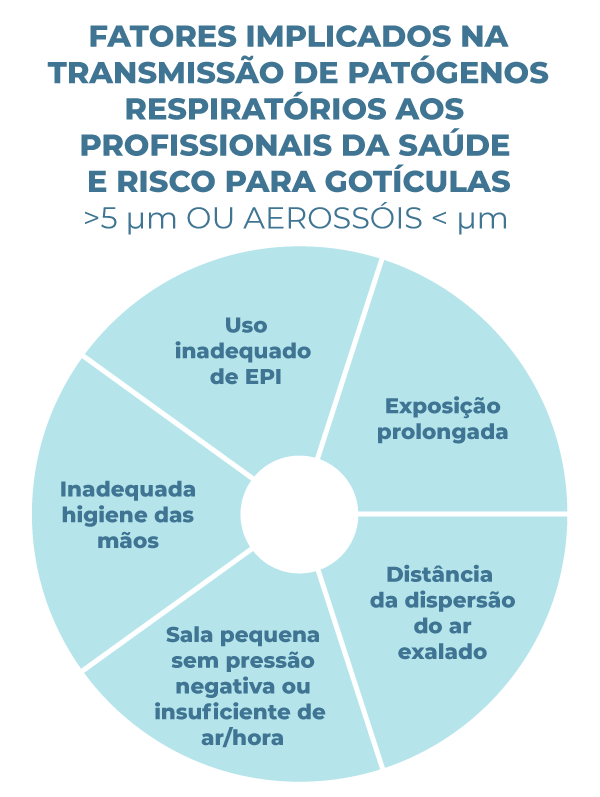 FATORES IMPLICADOS NA
TRANSMISSÃO DE PATÓGENOS
RESPIRATÓRIOS AOS
PROFISSIONAIS DA SAÚDE
E RISCO PARA GOTÍCULAS
>5 µm OU AEROSSÓIS < µm
Uso
inadequado
de EPI
Exposição
prolongada
Inadequada
higiene das
mãos
Distância
da dispersão
do ar
exalado
Sala pequena
sem pressão
negativa ou
insuficiente de
ar/hora